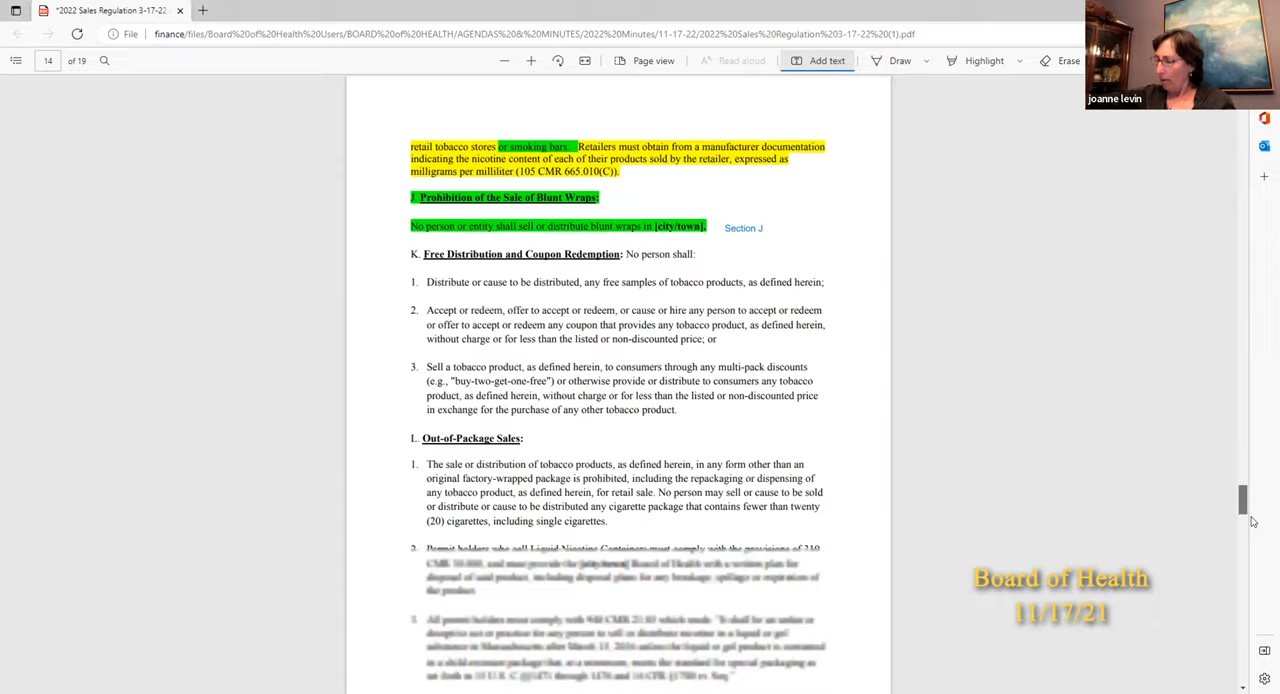 *2022 Sales Regulation 3-17-22
File
finance/files/Board%20of%20Health%20Users/BOARD%20of%20HEALTH/AGENDAS%20&%20MINUTES/2022%20Minutes/11-17-22/2022%20Sales%20Regulation%203-17-22%20(1).pdf
14 of 19
Page view
Read aloud
Add text
Draw
Highlight
Erase
joanne levin
retail tobacco stores or smoking bars. Retailers must obtain from a manufacturer documentation
indicating the nicotine content of each of their products sold by the retailer, expressed as
milligrams per milliliter (105 CMR 665.010(C)).
J. Prohibition of the Sale of Blunt Wraps:
No person or entity shall sell or distribute blunt wraps in [city/town].
Section J
K. Free Distribution and Coupon Redemption: No person shall:
1. Distribute or cause to be distributed, any free samples of tobacco products, as defined herein;
2. Accept or redeem, offer to accept or redeem, or cause or hire any person to accept or redeem
or offer to accept or redeem any coupon that provides any tobacco product, as defined herein,
without charge or for less than the listed or non-discounted price; or
3. Sell a tobacco product, as defined herein, to consumers through any multi-pack discounts
(e.g., "buy-two-get-one-free") or otherwise provide or distribute to consumers any tobacco
product, as defined herein, without charge or for less than the listed or non-discounted price
in exchange for the purchase of any other tobacco product.
L. Out-of-Package Sales:
1. The sale or distribution of tobacco products, as defined herein, in any form other than an
original factory-wrapped package is prohibited, including the repackaging or dispensing of
any tobacco product, as defined herein, for retail sale. No person may sell or cause to be sold
or distribute or cause to be distributed any cigarette package that contains fewer than twenty
(20) cigarettes, including single cigarettes.
2. Permit holders who sell Liquid Nicotine Containers must comply with the provisions of 310
Board of Health
11/17/21